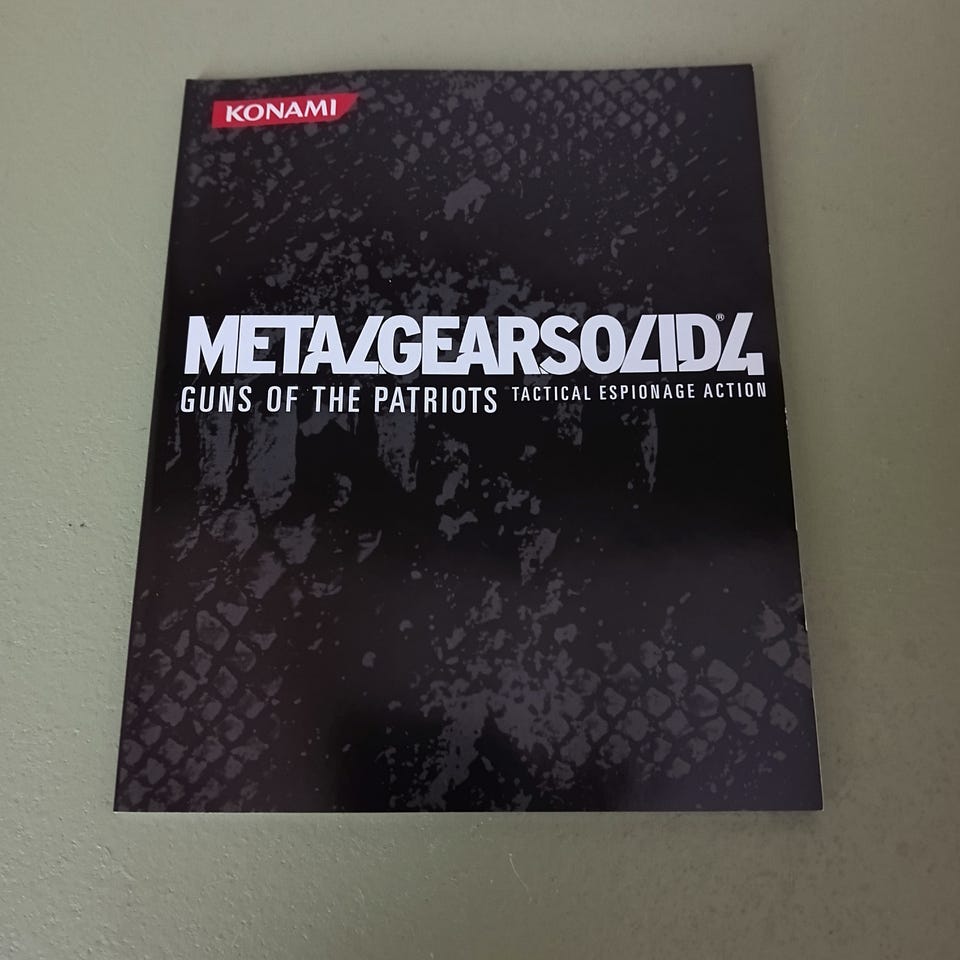 KONAMI
METAL GEAR SOLID 4®
GUNS OF THE PATRIOTS TACTICAL ESPIONAGE ACTION